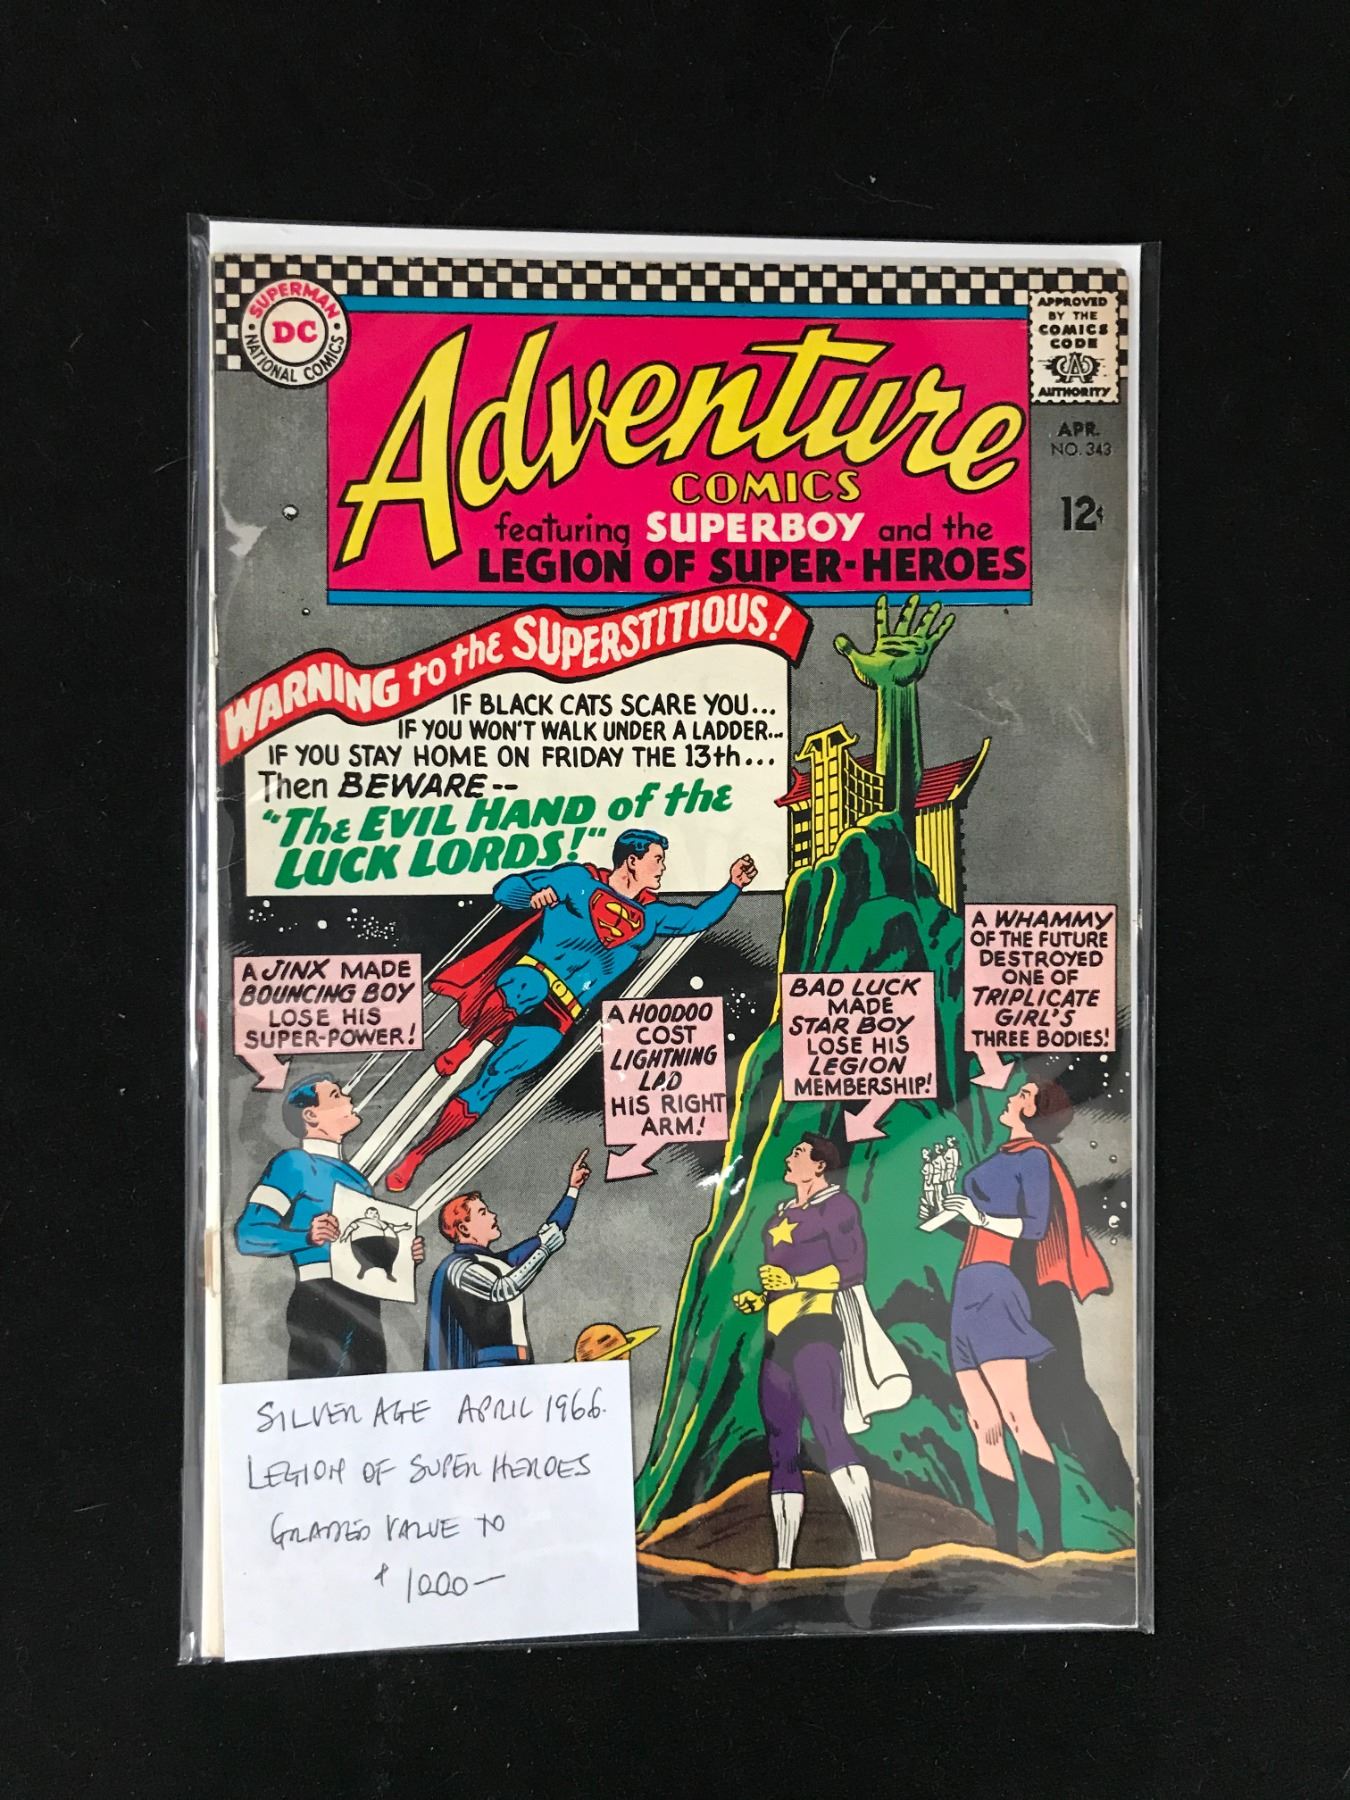 SUPERMAN
DC
NATIONAL COMICS
APPROVED
BY THE
COMICS
CODE
CA
AUTHORITY
Adventure
COMICS
APR.
NO. 343
12¢
featuring SUPERBOY and the
LEGION OF SUPER-HEROES
WARNING to the SUPERSTITIOUS!
IF BLACK CATS SCARE YOU...
IF YOU WON'T WALK UNDER A LADDER...
IF YOU STAY HOME ON FRIDAY THE 13th...
Then BEWARE--
"The EVIL HAND of the
LUCK LORDS!"
S
A JINX MADE
BOUNCING BOY
LOSE HIS
SUPER-POWER!
A HOODOO
COST
LIGHTNING
LAD
HIS RIGHT
ARM!
BAD LUCK
MADE
STAR BOY
LOSE HIS
LEGION
MEMBERSHIP!
A WHAMMY
OF THE FUTURE
DESTROYED
ONE OF
TRIPLICATE
GIRL'S
THREE BODIES!
SILVER AGE APRIL 1966.
LEGION OF SUPER HEROES
GRADED VALUE TO
$1000—